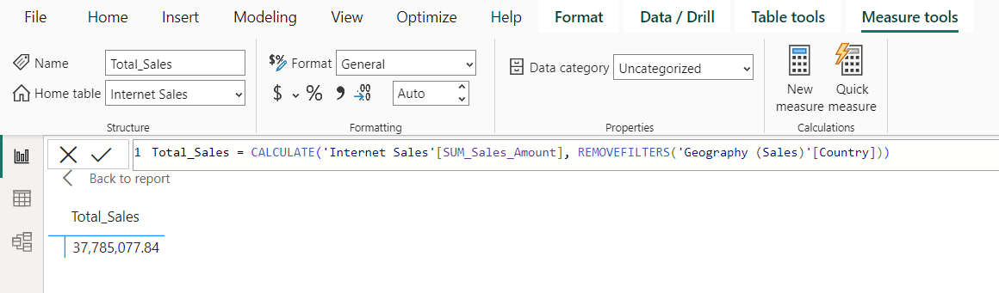 File Home Insert Modeling View Optimize Help Format Data / Drill Table tools Measure tools
Name Total_Sales $% Format General Data category Uncategorized New measure Quick measure
Home table Internet Sales $ % 9 .00 →0 Auto
Structure Formatting Properties Calculations
1 Total_Sales = CALCULATE('Internet Sales'[SUM_Sales_Amount], REMOVEFILTERS('Geography (Sales)'[Country]))
Back to report
Total_Sales
37,785,077.84